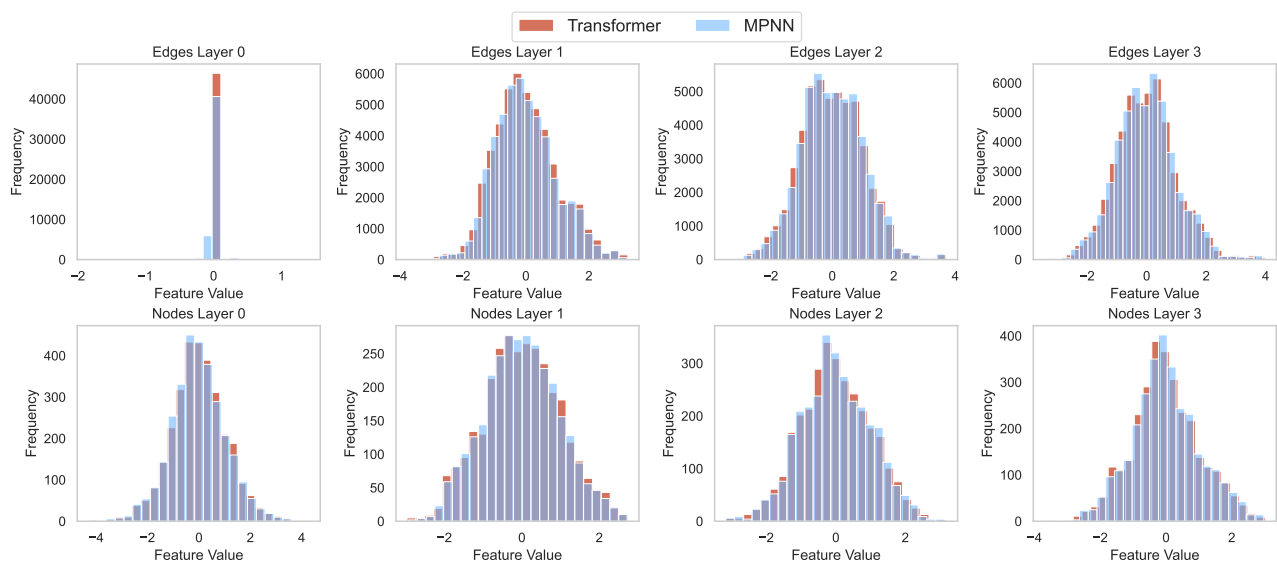 Transformer MPNN
Edges Layer 0
Edges Layer 1
Edges Layer 2
Edges Layer 3
Frequency
40000
30000
20000
10000
0
−2 −1 0 1
Feature Value
Frequency
6000
5000
4000
3000
2000
1000
0
−4 −2 0 2
Feature Value
Frequency
5000
4000
3000
2000
1000
0
−2 0 2 4
Feature Value
Frequency
6000
5000
4000
3000
2000
1000
0
−2 0 2 4
Feature Value
Nodes Layer 0
Nodes Layer 1
Nodes Layer 2
Nodes Layer 3
Frequency
400
300
200
100
0
−4 −2 0 2 4
Feature Value
Frequency
250
200
150
100
50
0
−2 0 2
Feature Value
Frequency
300
200
100
0
−2 0 2
Feature Value
Frequency
400
300
200
100
0
−4 −2 0 2
Feature Value